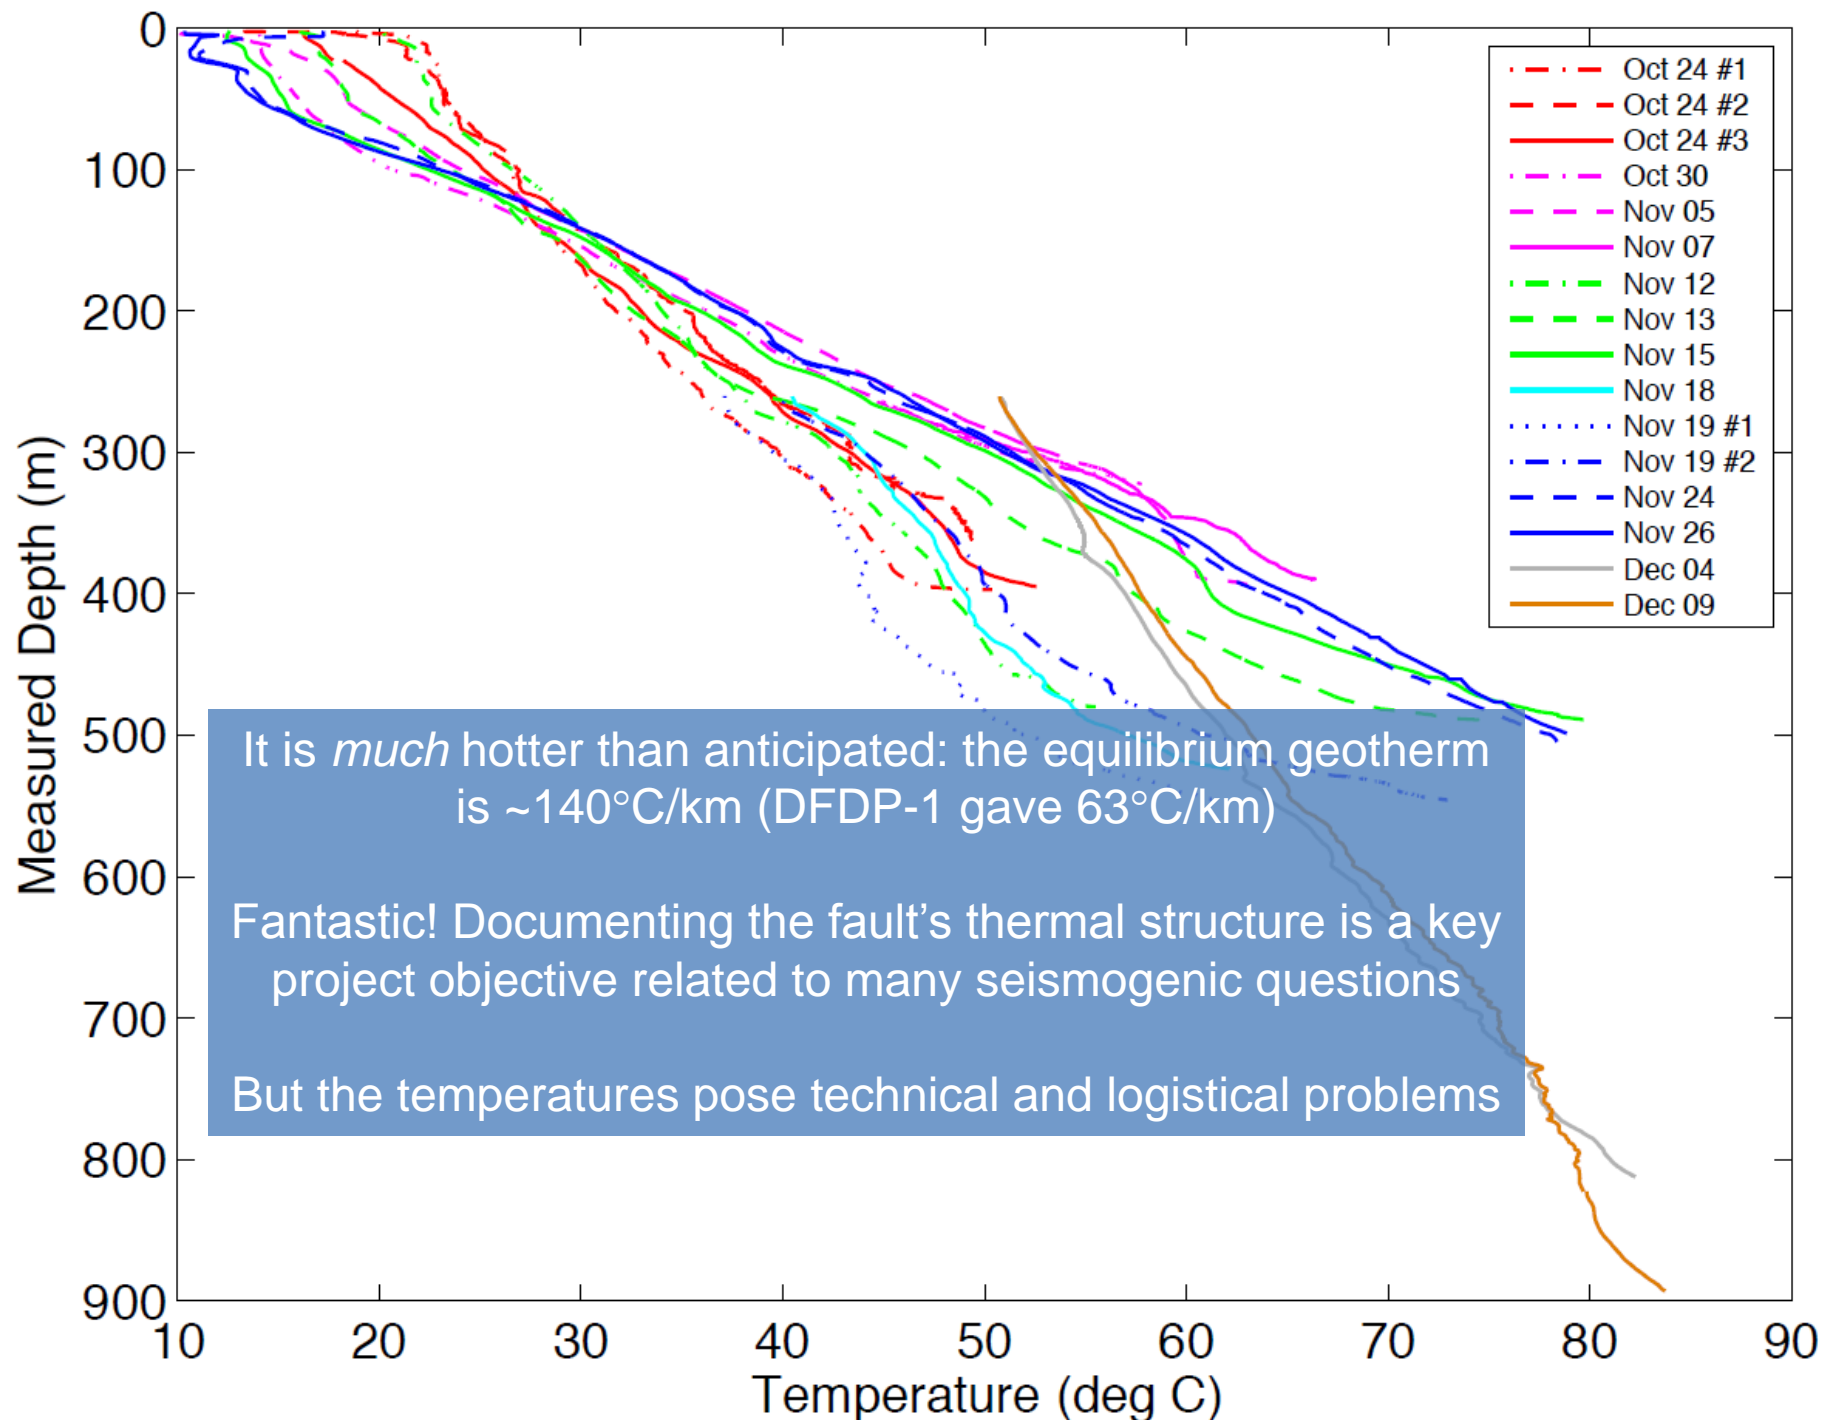 0
100
200
300
400
500
600
700
800
900
Measured Depth (m)
10 20 30 40 50 60 70 80 90
Temperature (deg C)
Oct 24 #1
Oct 24 #2
Oct 24 #3
Oct 30
Nov 05
Nov 07
Nov 12
Nov 13
Nov 15
Nov 18
Nov 19 #1
Nov 19 #2
Nov 24
Nov 26
Dec 04
Dec 09
It is much hotter than anticipated: the equilibrium geotherm
is ~140°C/km (DFDP-1 gave 63°C/km)
Fantastic! Documenting the fault’s thermal structure is a key
project objective related to many seismogenic questions
But the temperatures pose technical and logistical problems